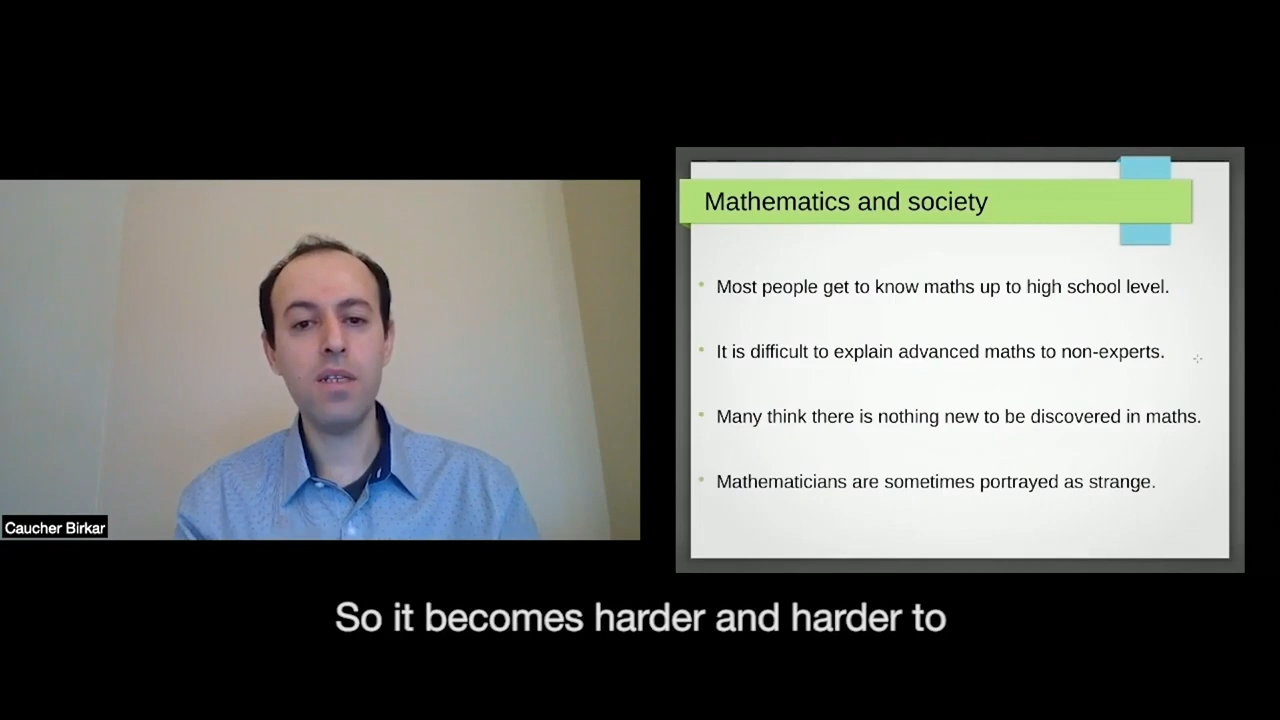 Mathematics and society
Most people get to know maths up to high school level.
It is difficult to explain advanced maths to non-experts.
Many think there is nothing new to be discovered in maths.
Mathematicians are sometimes portrayed as strange.
Caucher Birkar
So it becomes harder and harder to